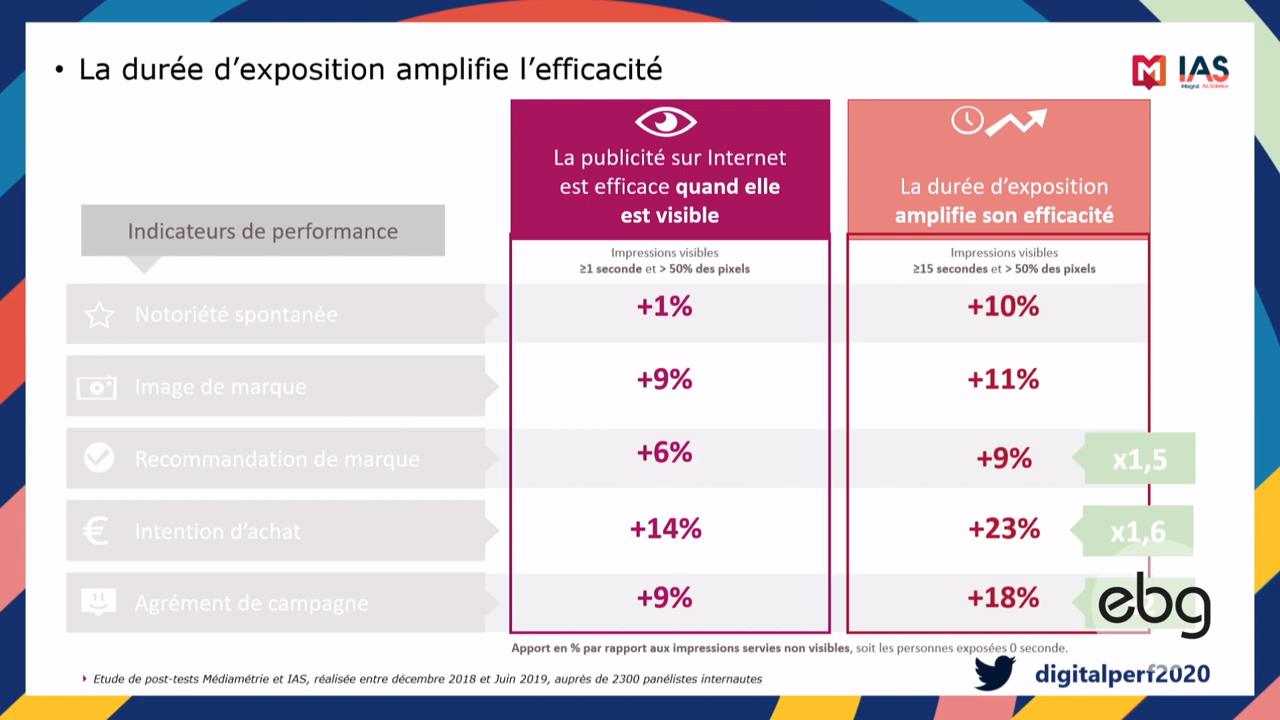 • La durée d’exposition amplifie l’efficacité
M IAS
Integral Ad Science
La publicité sur Internet
est efficace quand elle
est visible
La durée d’exposition
amplifie son efficacité
Indicateurs de performance
Impressions visibles
≥1 seconde et > 50% des pixels
Impressions visibles
≥15 secondes et > 50% des pixels
Notoriété spontanée +1% +10%
Image de marque +9% +11%
Recommandation de marque +6% +9% x1,5
€ Intention d’achat +14% +23% x1,6
Agrément de campagne +9% +18%
ebg
Apport en % par rapport aux impressions servies non visibles, soit les personnes exposées 0 seconde.
digitalperf2020
Etude de post-tests Médiamétrie et IAS, réalisée entre décembre 2018 et Juin 2019, auprès de 2300 panélistes internautes